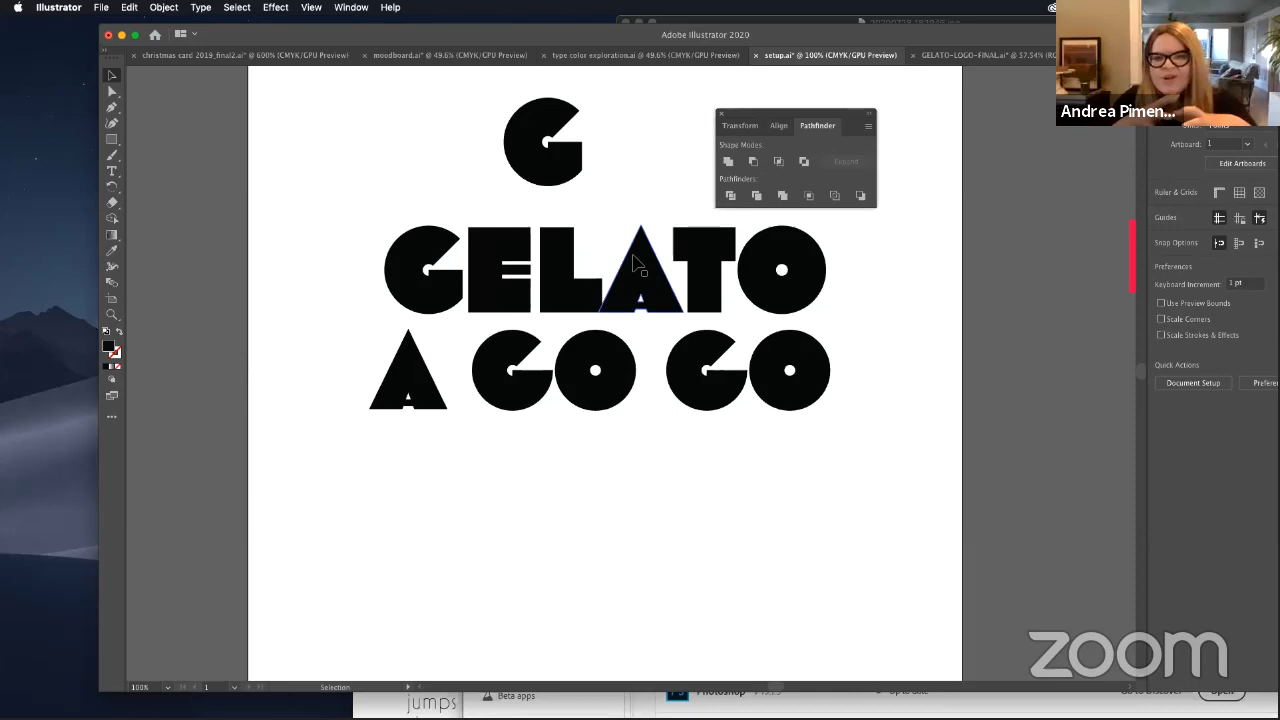 Illustrator File Edit Object Type Select Effect View Window Help
Adobe Illustrator 2020
christmas card 2019_final2.ai* @ 600% (CMYK/GPU Preview)
moodboard.ai* @ 49.6% (CMYK/GPU Preview)
type color exploration.ai @ 49.6% (CMYK/GPU Preview)
setup.ai* @ 100% (CMYK/GPU Preview)
GELATO-LOGO-FINAL.ai* @ 57.54%
Andrea Pimen...
G
Transform Align Pathfinder
Shape Modes:
Expand
Pathfinders:
GELATO
A GO GO
Artboard: 1
Edit Artboards
Ruler & Grids
Guides
Snap Options
Preferences
Keyboard Increment: 1 pt
Use Preview Bounds
Scale Corners
Scale Strokes & Effects
Quick Actions
Document Setup
zoom
100% 1 Selection
jumps
Beta apps
Photoshop